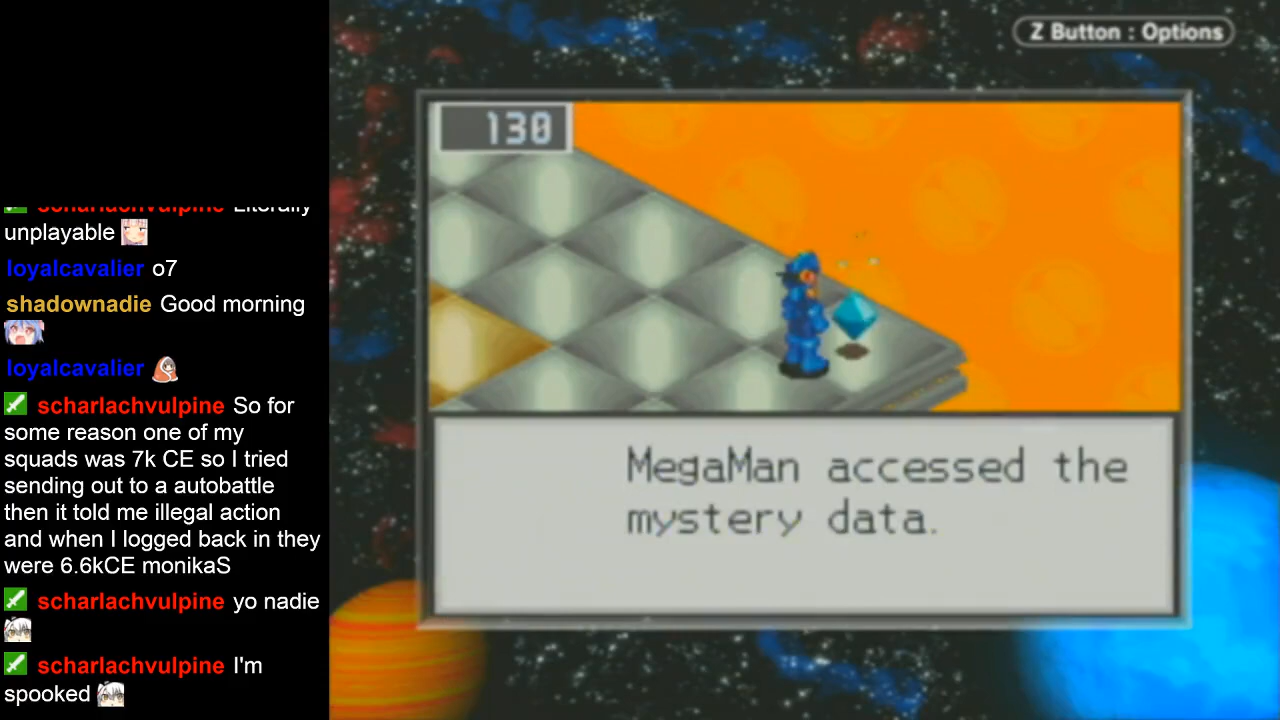 scharlachvulpine Literally
unplayable
loyalcavalier o7
shadownadie Good morning
loyalcavalier
scharlachvulpine So for
some reason one of my
squads was 7k CE so I tried
sending out to a autobattle
then it told me illegal action
and when I logged back in they
were 6.6kCE monikaS
scharlachvulpine yo nadie
scharlachvulpine I'm
spooked
Z Button : Options
130
MegaMan accessed the
mystery data.